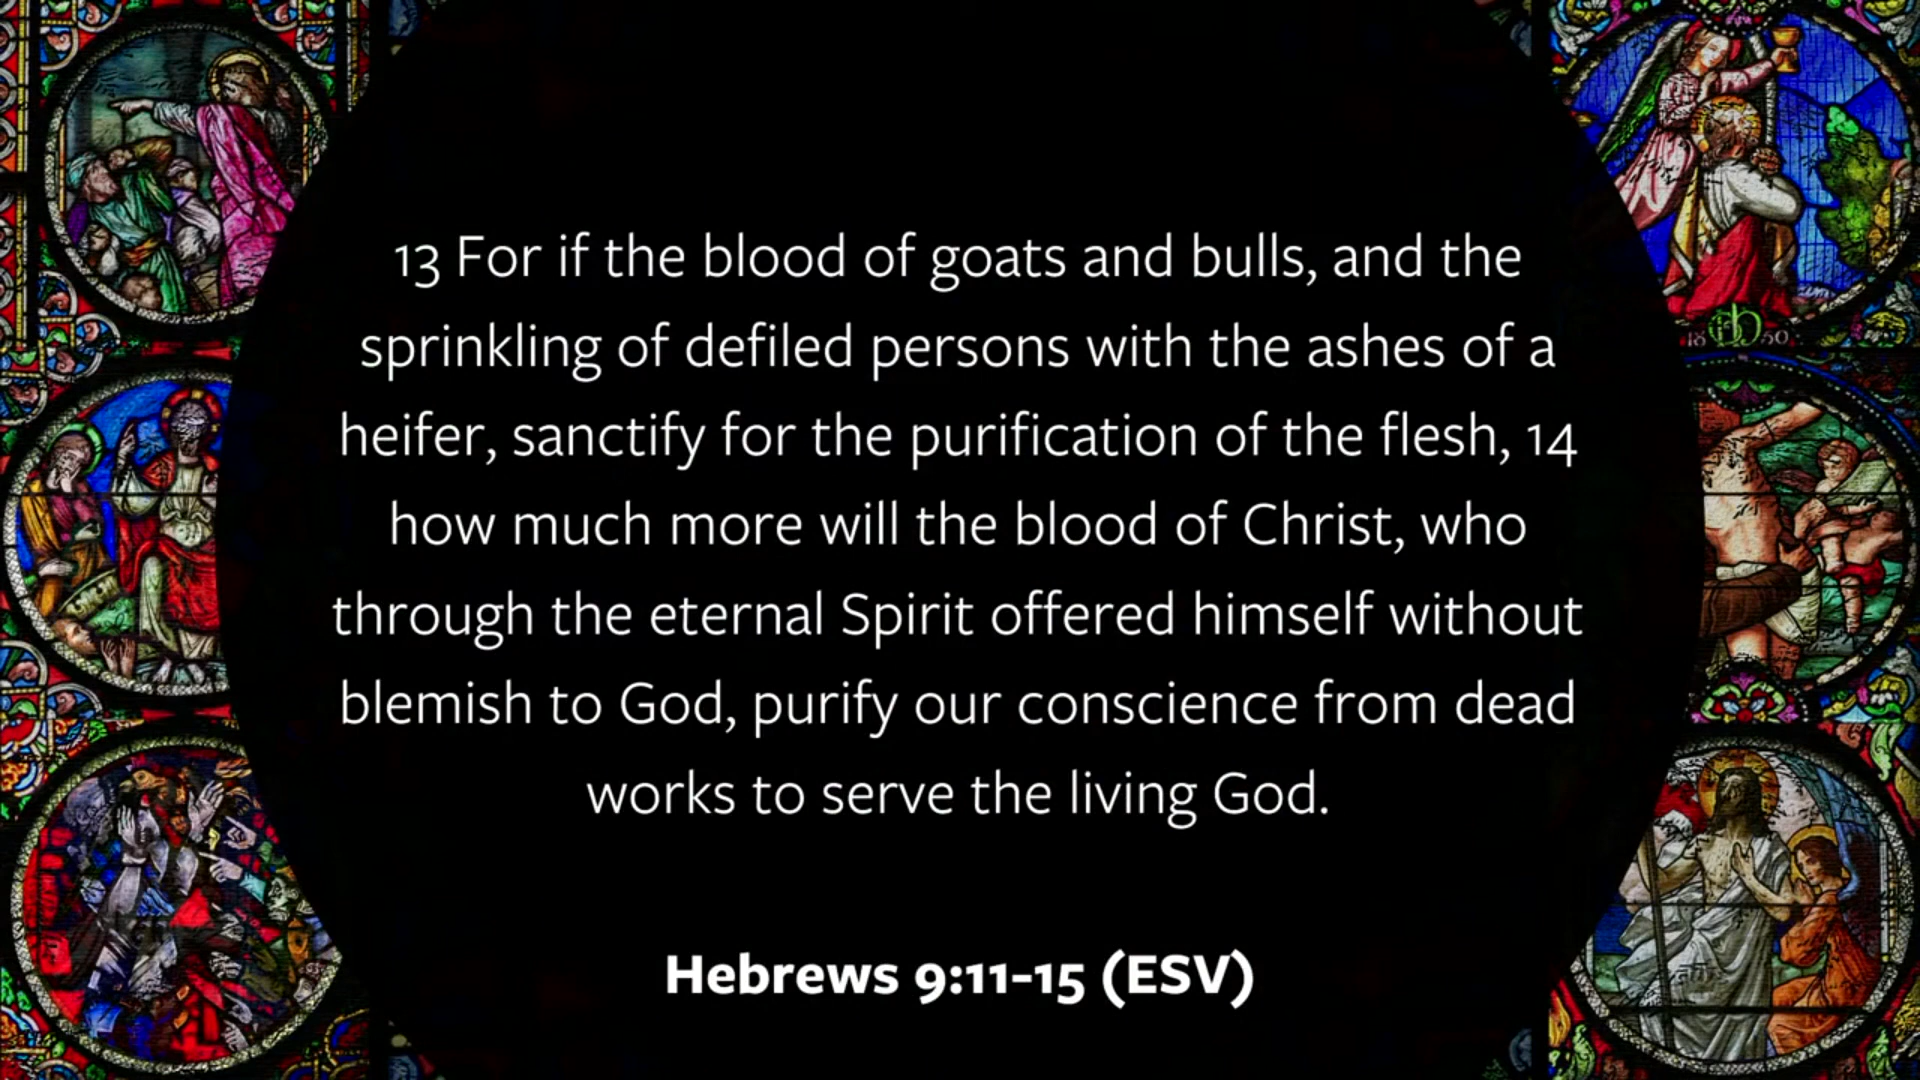 13 For if the blood of goats and bulls, and the
sprinkling of defiled persons with the ashes of a
heifer, sanctify for the purification of the flesh, 14
how much more will the blood of Christ, who
through the eternal Spirit offered himself without
blemish to God, purify our conscience from dead
works to serve the living God.
Hebrews 9:11-15 (ESV)